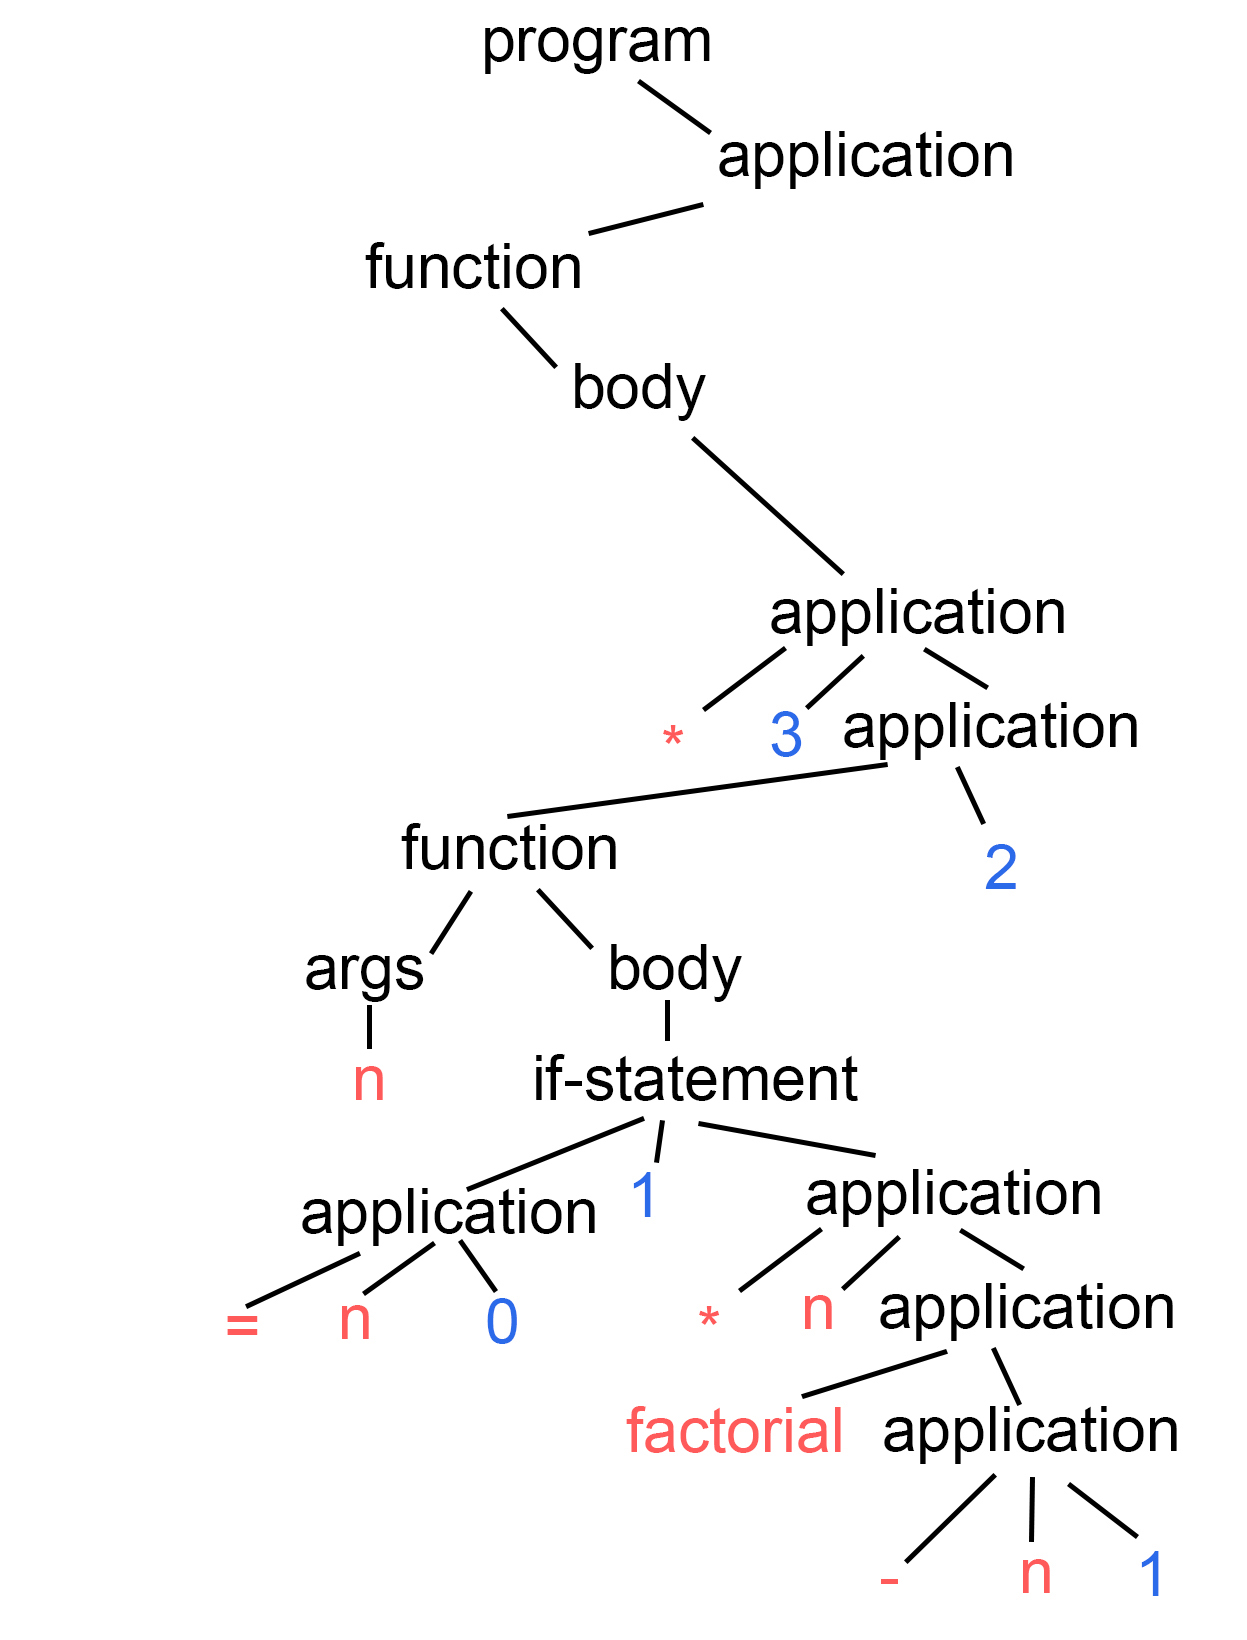 program
application
function
body
application
* 3 application
function
2
args body
n if-statement
application 1 application
= n 0 * n application
factorial application
- n 1